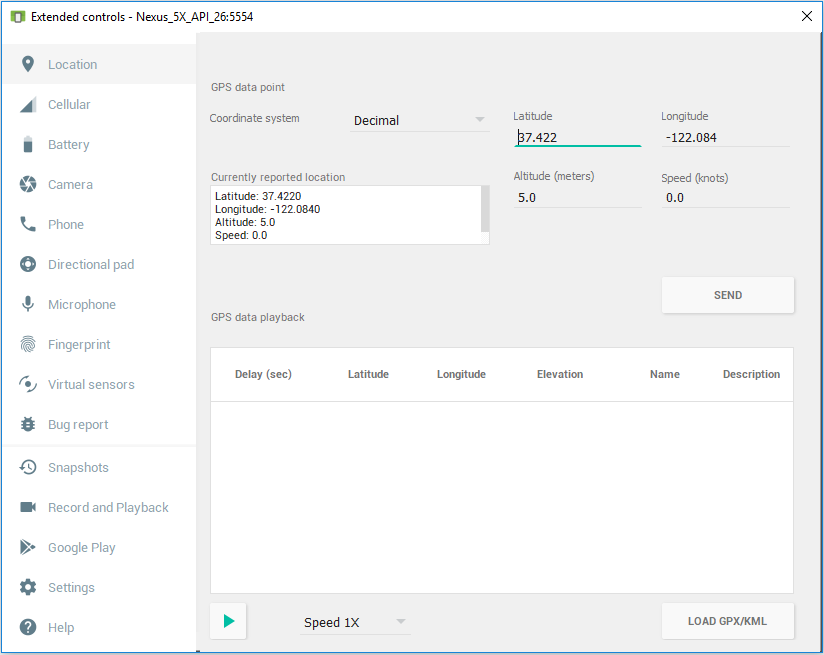 Extended controls - Nexus_5X_API_26:5554
Location
Cellular
Battery
Camera
Phone
Directional pad
Microphone
Fingerprint
Virtual sensors
Bug report
Snapshots
Record and Playback
Google Play
Settings
Help
GPS data point
Coordinate system
Decimal
Latitude
37.422
Longitude
-122.084
Currently reported location
Latitude: 37.4220
Longitude: -122.0840
Altitude: 5.0
Speed: 0.0
Altitude (meters)
5.0
Speed (knots)
0.0
SEND
GPS data playback
Delay (sec) Latitude Longitude Elevation Name Description
Speed 1X
LOAD GPX/KML